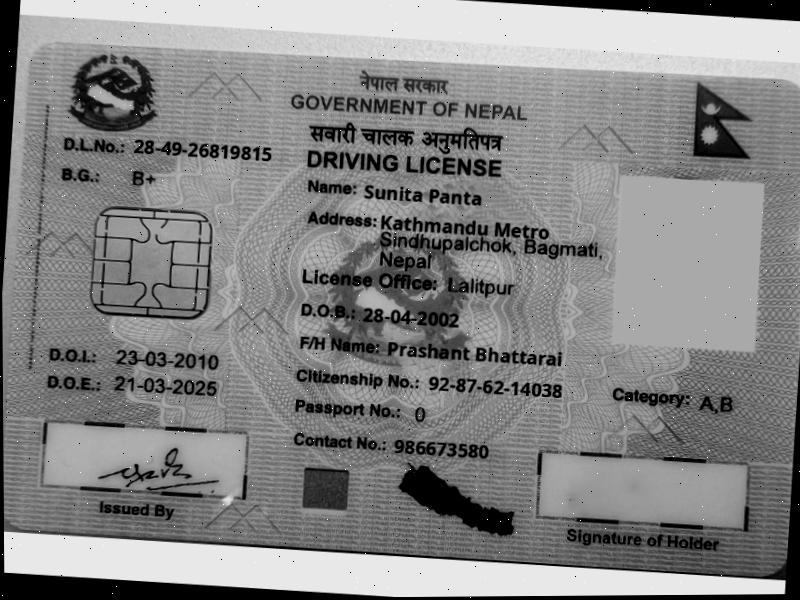 नेपाल सरकार
GOVERNMENT OF NEPAL
सवारी चालक अनुमतिपत्र
DRIVING LICENSE
D.L.No.: 28-49-26819815
B.G.: B+
Name: Sunita Panta
Address: Kathmandu Metro
Sindhupalchok, Bagmati,
Nepal
License Office: Lalitpur
D.O.B.: 28-04-2002
F/H Name: Prashant Bhattarai
D.O.I.: 23-03-2010
D.O.E.: 21-03-2025
Citizenship No.: 92-87-62-14038
Category: A,B
Passport No.: 0
Contact No.: 986673580
Issued By
Signature of Holder